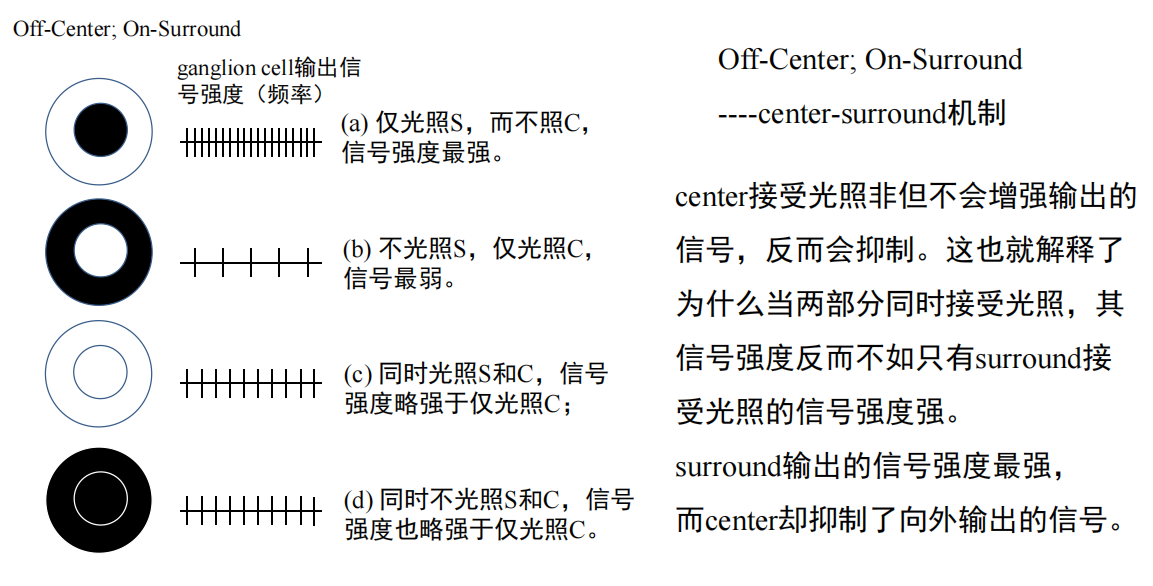 Off-Center; On-Surround
ganglion cell输出信
号强度（频率）
(a) 仅光照S，而不照C，
信号强度最强。
(b) 不光照S，仅光照C，
信号最弱。
(c) 同时光照S和C，信号
强度略强于仅光照C；
(d) 同时不光照S和C，信号
强度也略强于仅光照C。
Off-Center; On-Surround
----center-surround机制
center接受光照非但不会增强输出的
信号，反而会抑制。这也就解释了
为什么当两部分同时接受光照，其
信号强度反而不如只有surround接
受光照的信号强度强。
surround输出的信号强度最强，
而center却抑制了向外输出的信号。